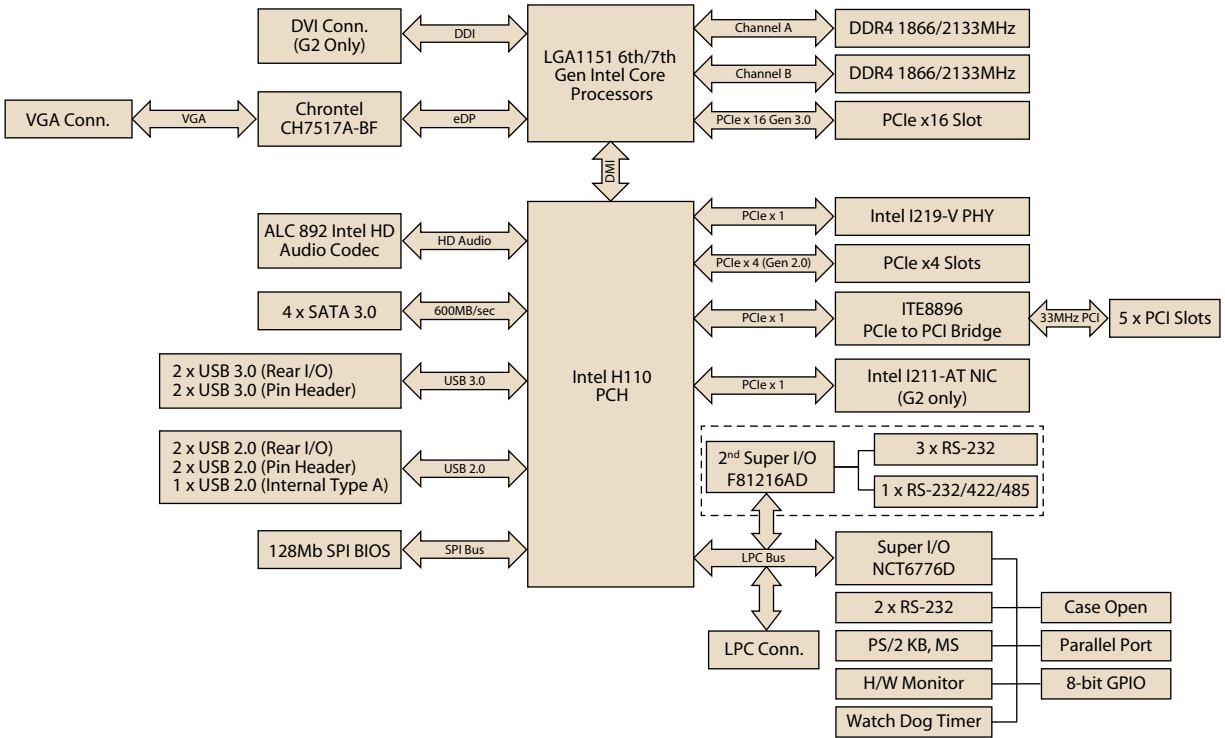 DVI Conn.
(G2 Only)
DDI
LGA1151 6th/7th
Gen Intel Core
Processors
Channel A
DDR4 1866/2133MHz
Channel B
DDR4 1866/2133MHz
VGA Conn.
VGA
Chrontel
CH7517A-BF
eDP
PCIe x 16 Gen 3.0
PCIe x16 Slot
DMI
ALC 892 Intel HD
Audio Codec
HD Audio
4 x SATA 3.0
600MB/sec
2 x USB 3.0 (Rear I/O)
2 x USB 3.0 (Pin Header)
USB 3.0
2 x USB 2.0 (Rear I/O)
2 x USB 2.0 (Pin Header)
1 x USB 2.0 (Internal Type A)
USB 2.0
128Mb SPI BIOS
SPI Bus
Intel H110
PCH
PCIe x 1
Intel I219-V PHY
PCIe x 4 (Gen 2.0)
PCIe x4 Slots
PCIe x 1
ITE8896
PCIe to PCI Bridge
33MHz PCI
5 x PCI Slots
PCIe x 1
Intel I211-AT NIC
(G2 only)
2nd Super I/O
F81216AD
3 x RS-232
1 x RS-232/422/485
LPC Bus
Super I/O
NCT6776D
LPC Conn.
2 x RS-232
Case Open
PS/2 KB, MS
Parallel Port
H/W Monitor
8-bit GPIO
Watch Dog Timer